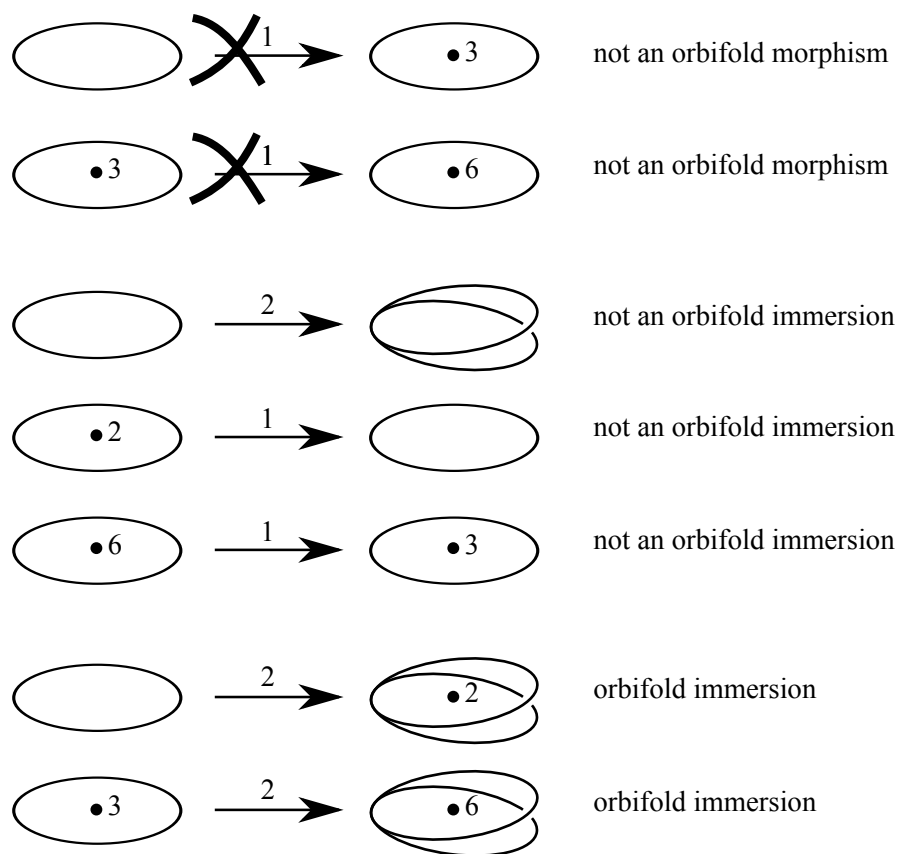 1 3 not an orbifold morphism
3 1 6 not an orbifold morphism
2 not an orbifold immersion
2 1 not an orbifold immersion
6 1 3 not an orbifold immersion
2 2 orbifold immersion
3 2 6 orbifold immersion